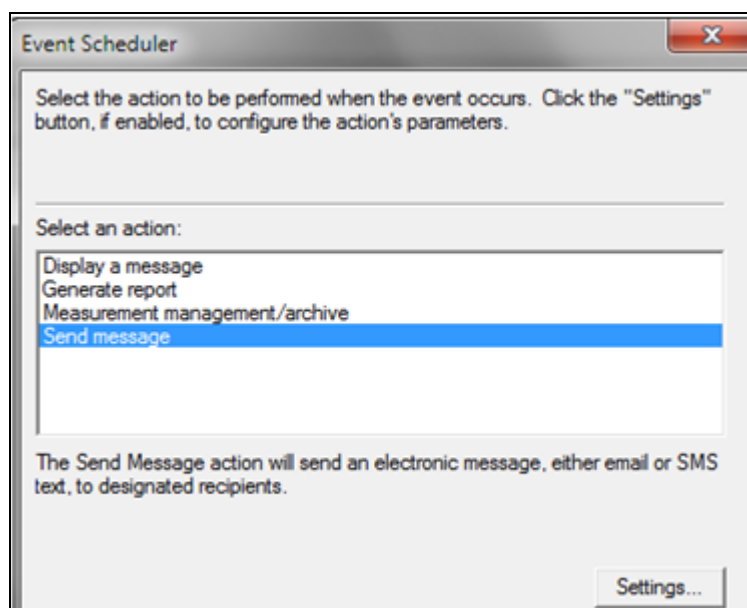 Event Scheduler
Select the action to be performed when the event occurs. Click the "Settings"
button, if enabled, to configure the action's parameters.
Select an action:
Display a message
Generate report
Measurement management/archive
Send message
The Send Message action will send an electronic message, either email or SMS
text, to designated recipients.
Settings...